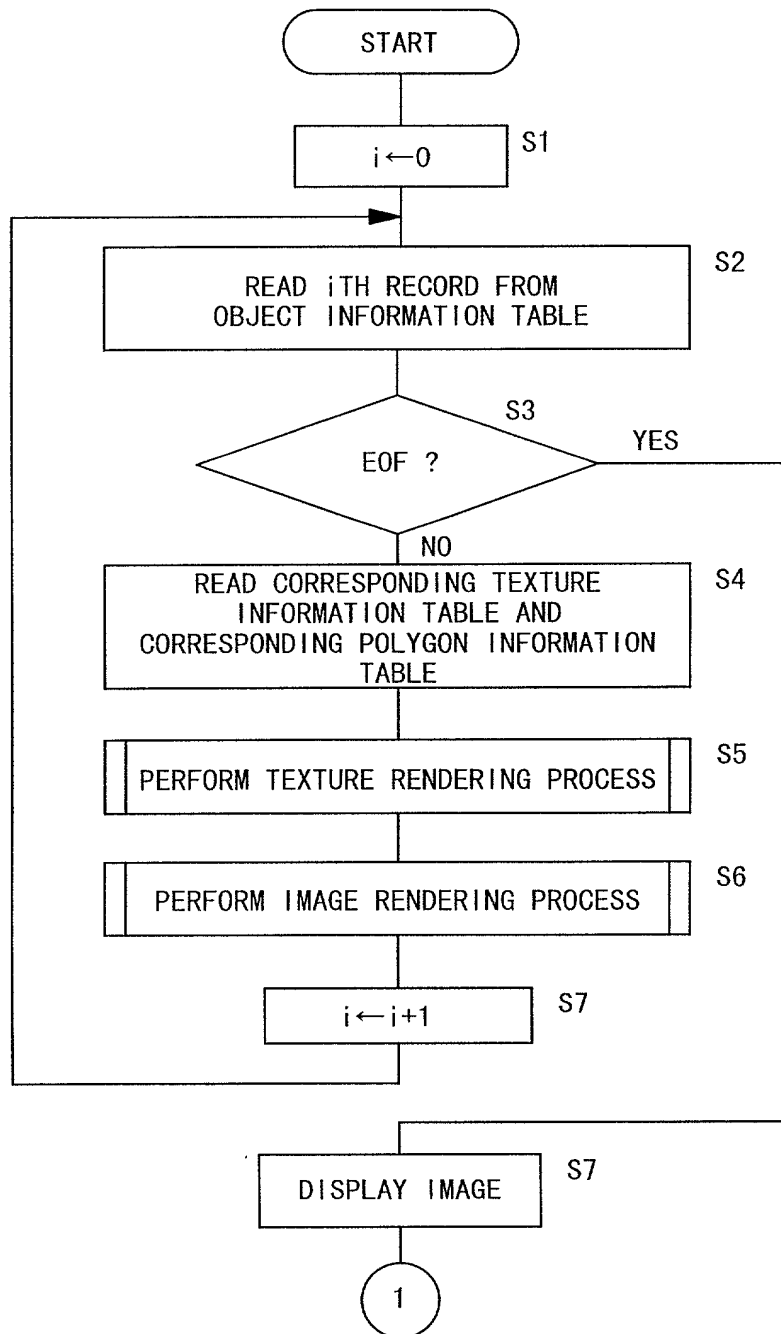 START
i←0
S1
READ iTH RECORD FROM
OBJECT INFORMATION TABLE
S2
S3
EOF ?
YES
NO
READ CORRESPONDING TEXTURE
INFORMATION TABLE AND
CORRESPONDING POLYGON INFORMATION
TABLE
S4
PERFORM TEXTURE RENDERING PROCESS
S5
PERFORM IMAGE RENDERING PROCESS
S6
i←i+1
S7
DISPLAY IMAGE
S7
1